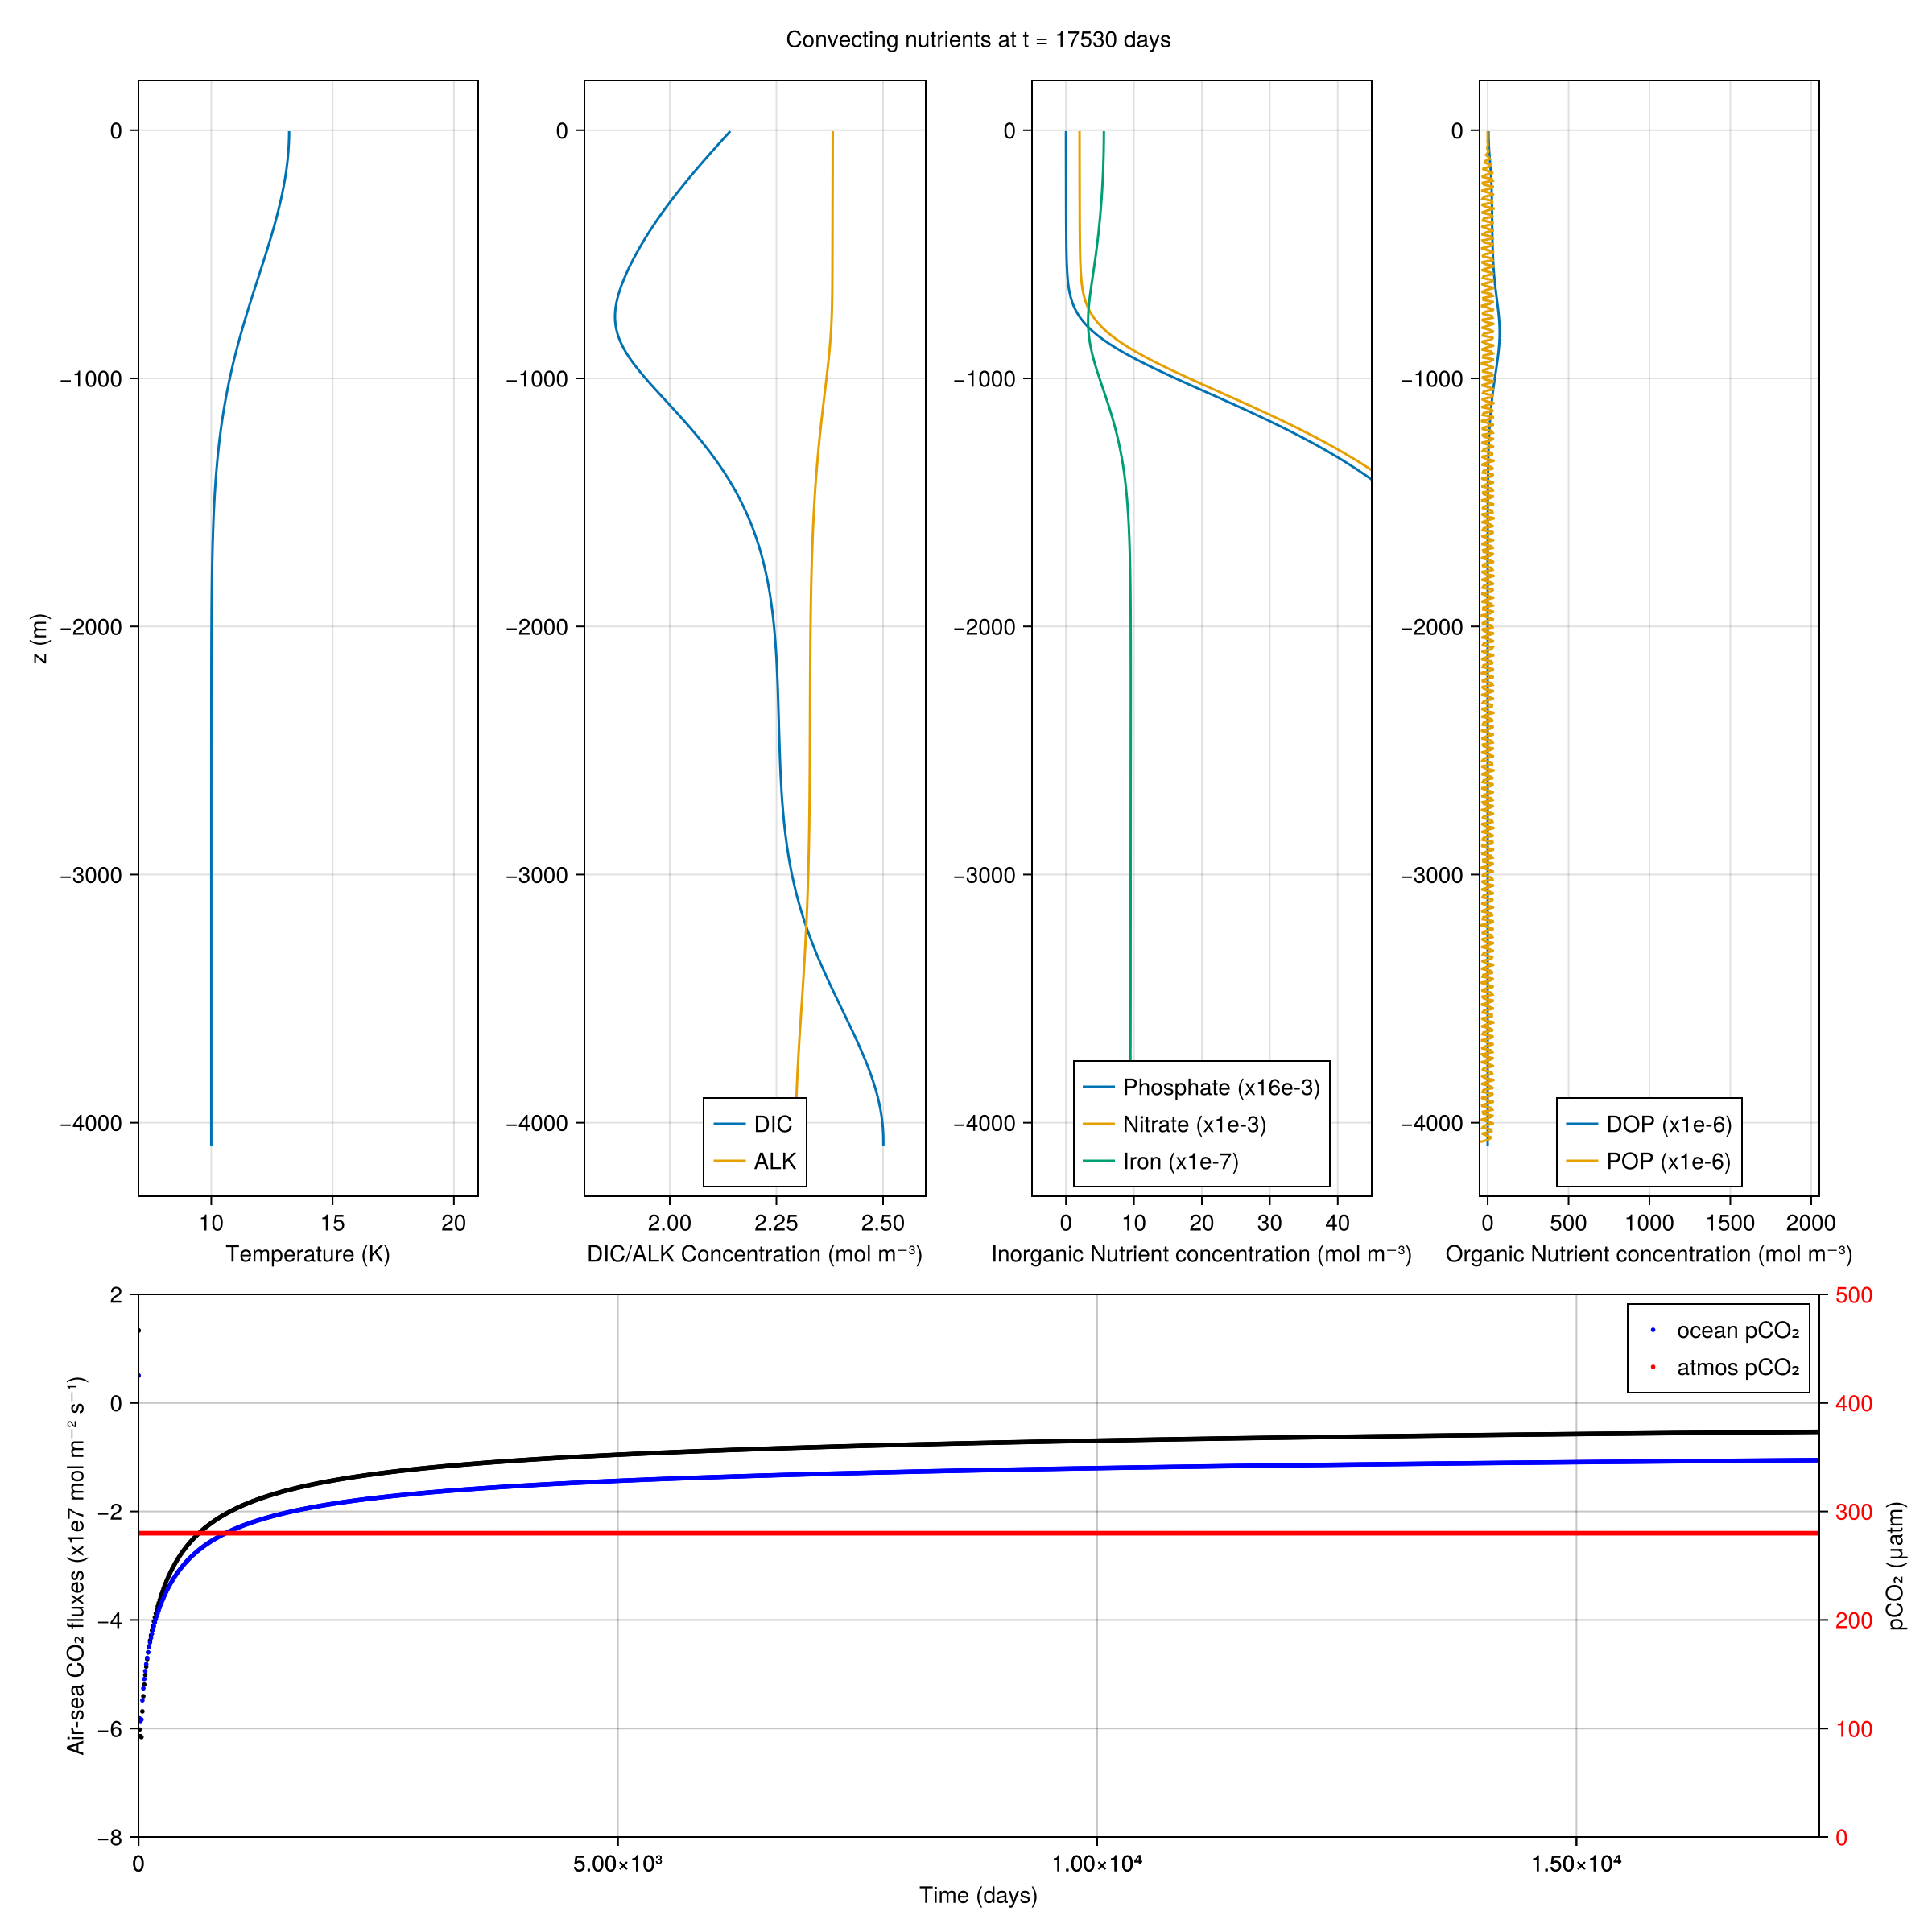 Convecting nutrients at t = 17530 days
z (m)
0
−1000
−2000
−3000
−4000
10 15 20
Temperature (K)
0
−1000
−2000
−3000
−4000
DIC
ALK
2.00 2.25 2.50
DIC/ALK Concentration (mol m⁻³)
0
−1000
−2000
−3000
−4000
Phosphate (x16e-3)
Nitrate (x1e-3)
Iron (x1e-7)
0 10 20 30 40
Inorganic Nutrient concentration (mol m⁻³)
0
−1000
−2000
−3000
−4000
DOP (x1e-6)
POP (x1e-6)
0 500 1000 1500 2000
Organic Nutrient concentration (mol m⁻³)
Air-sea CO₂ fluxes (x1e7 mol m⁻² s⁻¹)
2
0
−2
−4
−6
−8
ocean pCO₂
atmos pCO₂
500
400
300
200
100
0
pCO₂ (μatm)
0 5.00×10³ 1.00×10⁴ 1.50×10⁴
Time (days)